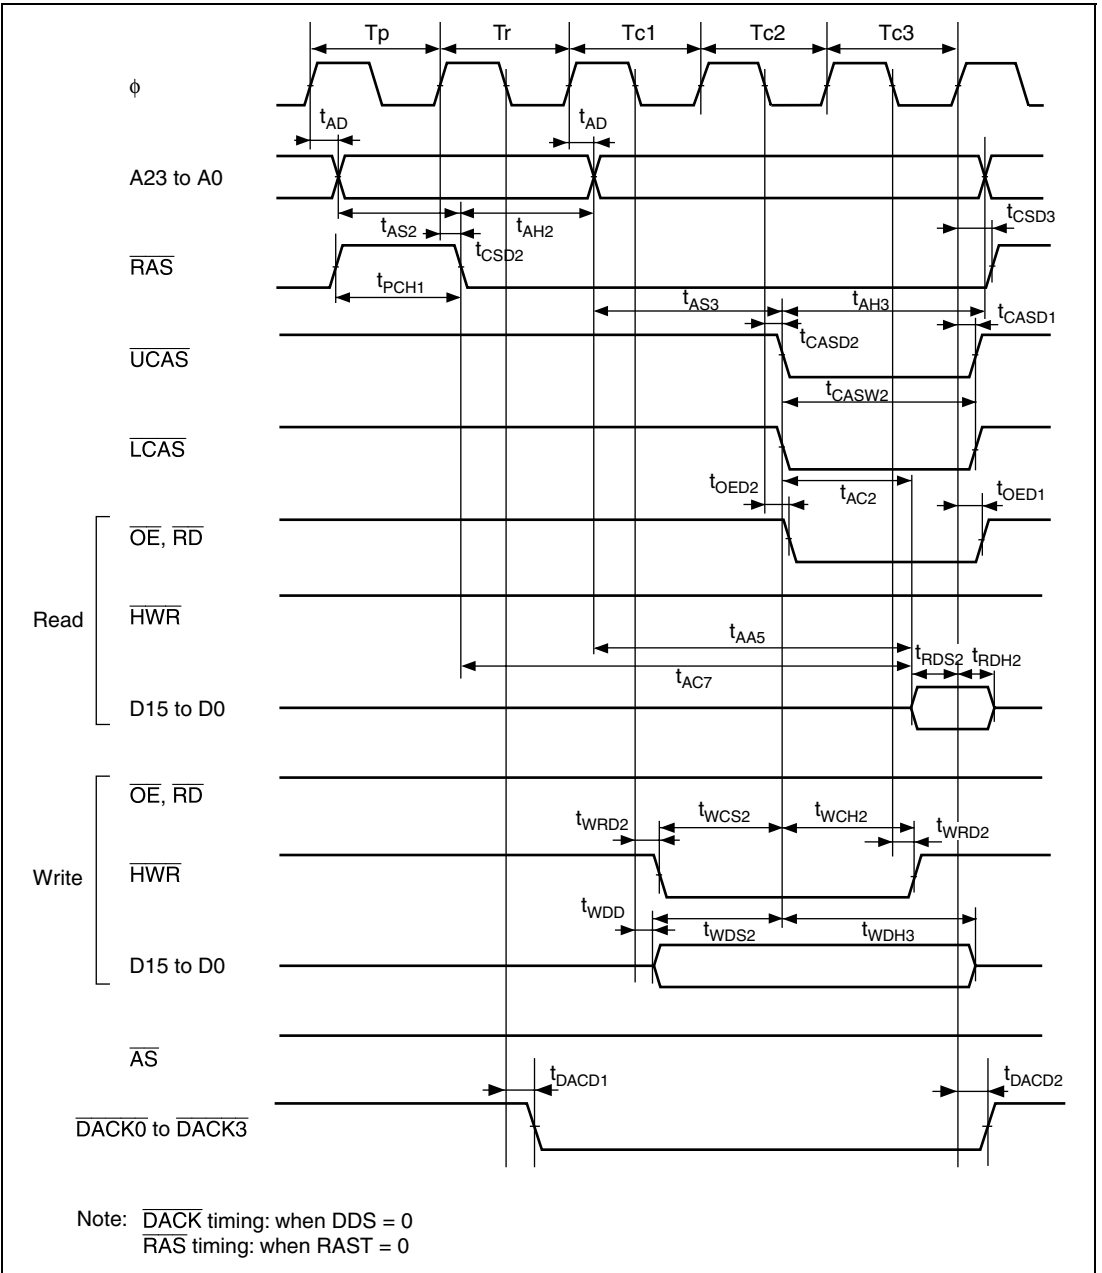 Tp Tr Tc1 Tc2 Tc3
ϕ
tAD tAD
A23 to A0
tAS2 tAH2 tCSD3
tCSD2
RAS
tPCH1
tAS3 tAH3
tCASD1
tCASD2
UCAS
tCASW2
LCAS
tOED2 tAC2 tOED1
OE, RD
Read
HWR
tAA5
tRDS2 tRDH2
tAC7
D15 to D0
OE, RD
tWRD2 tWCS2 tWCH2 tWRD2
Write
HWR
tWDD
tWDS2 tWDH3
D15 to D0
AS
tDACD1 tDACD2
DACK0 to DACK3
Note: DACK timing: when DDS = 0
RAS timing: when RAST = 0